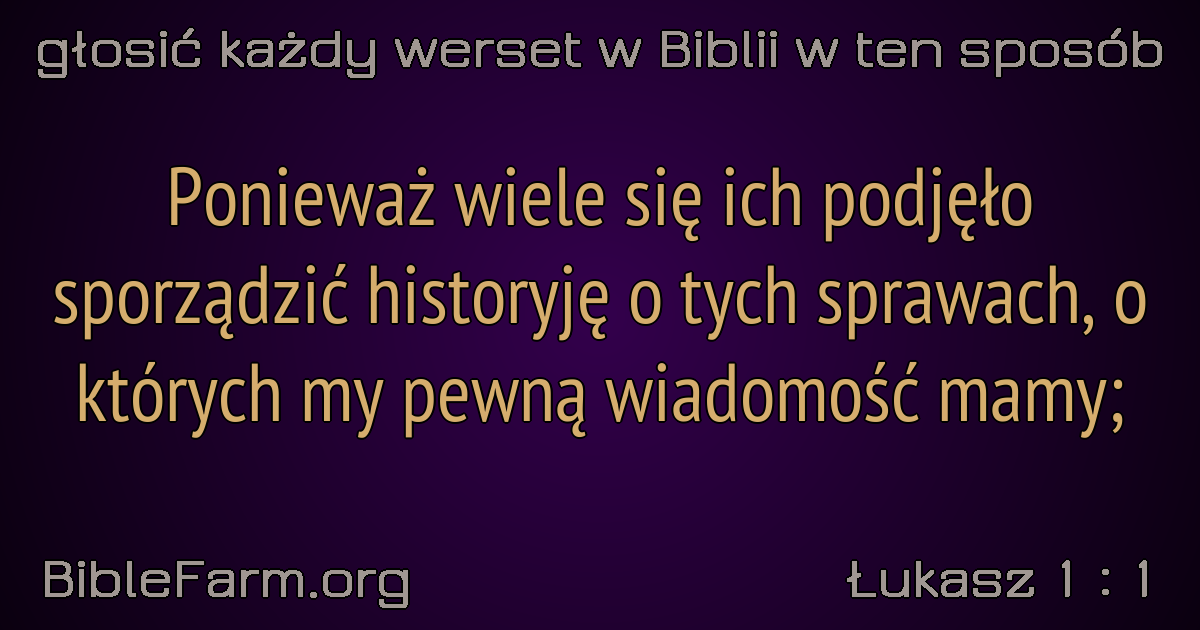 głosić każdy werset w Biblii w ten sposób
Ponieważ wiele się ich podjęło
sporządzić historyję o tych sprawach, o
których my pewną wiadomość mamy;
BibleFarm.org
Łukasz 1 : 1